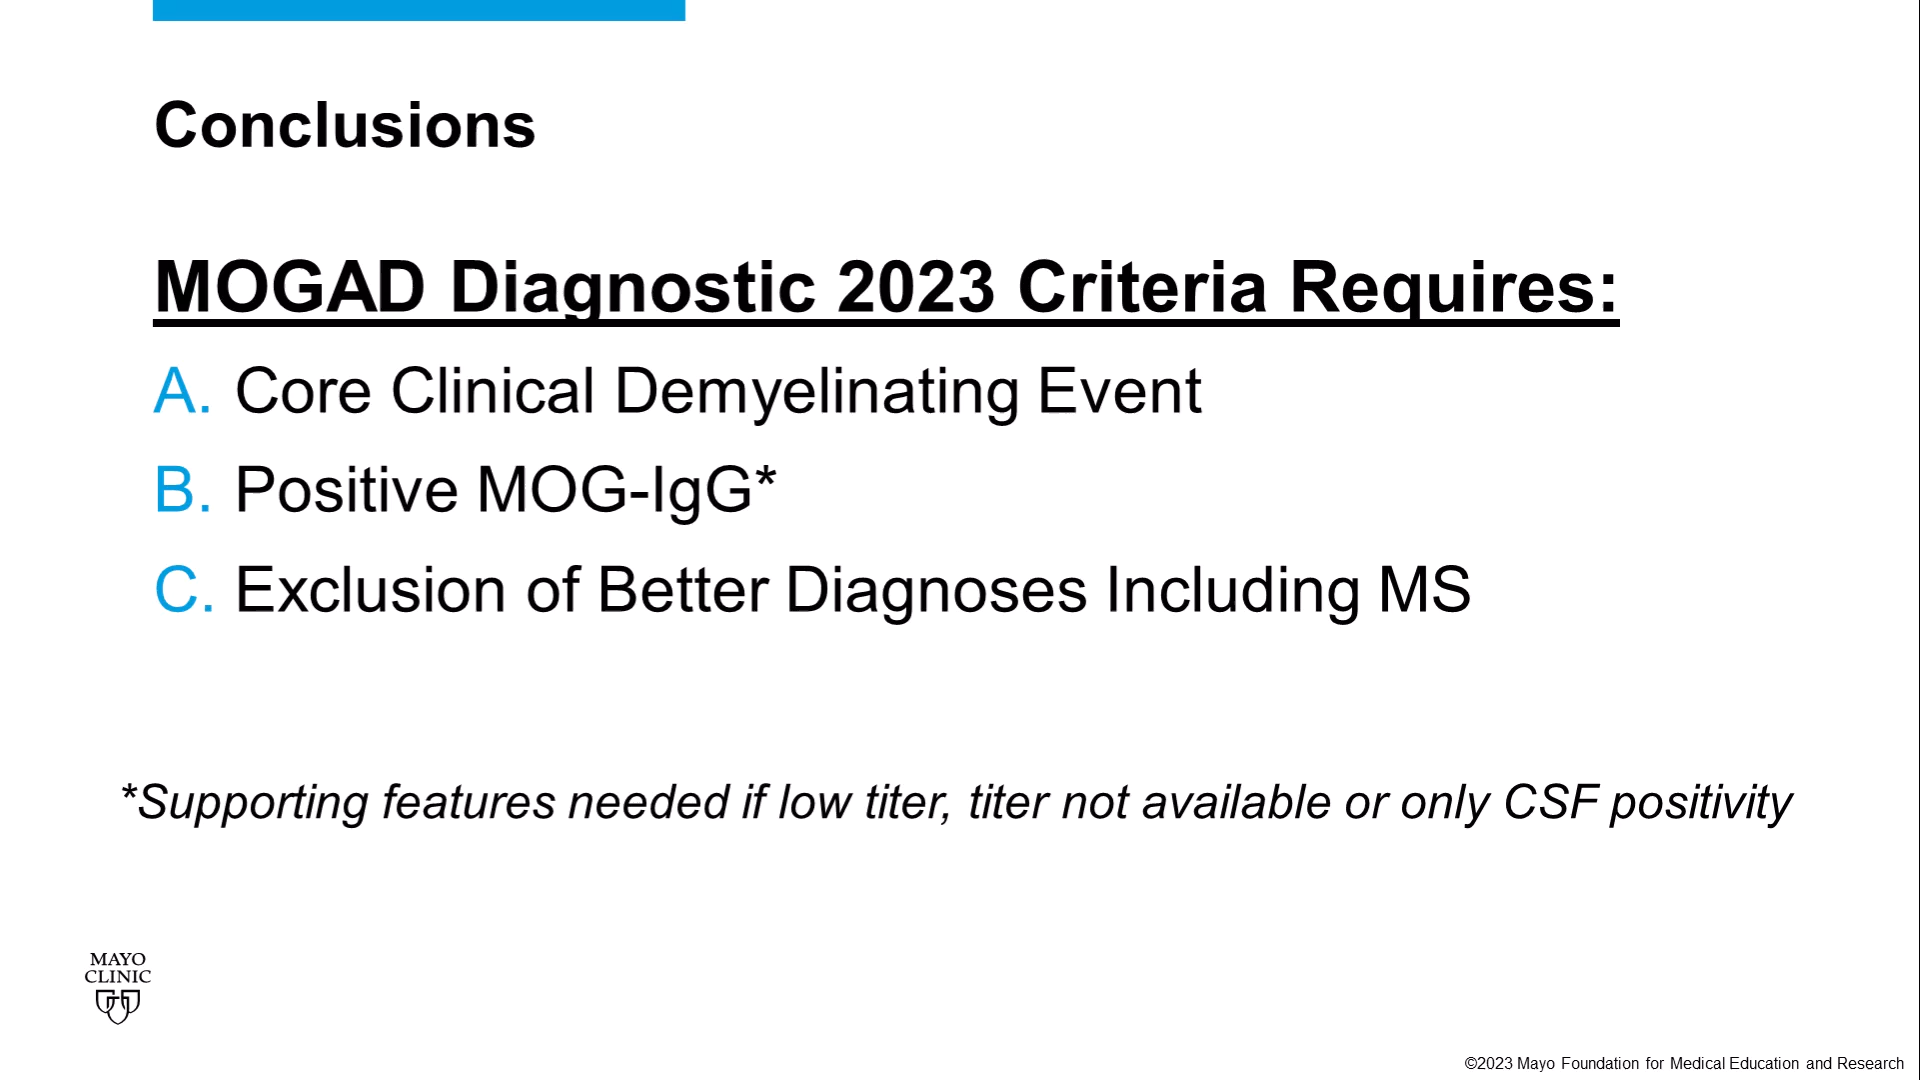 Conclusions
MOGAD Diagnostic 2023 Criteria Requires:
A. Core Clinical Demyelinating Event
B. Positive MOG-IgG*
C. Exclusion of Better Diagnoses Including MS
*Supporting features needed if low titer, titer not available or only CSF positivity
MAYO
CLINIC
©2023 Mayo Foundation for Medical Education and Research